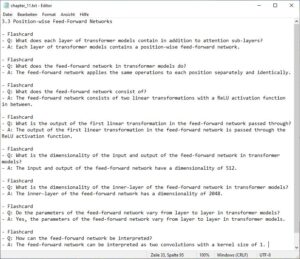 chapter_11.txt - Editor
Datei Bearbeiten Format Ansicht Hilfe
3.3 Position-wise Feed-Forward Networks
- Flashcard
- Q: What does each layer of transformer models contain in addition to attention sub-layers?
- A: Each layer of transformer models contains a position-wise feed-forward network.
- Flashcard
- Q: What does the feed-forward network in transformer models do?
- A: The feed-forward network applies the same operations to each position separately and identically.
- Flashcard
- Q: What does the feed-forward network consist of?
- A: The feed-forward network consists of two linear transformations with a ReLU activation function
in between.
- Flashcard
- Q: What is the output of the first linear transformation in the feed-forward network passed through?
- A: The output of the first linear transformation in the feed-forward network is passed through the
ReLU activation function.
- Flashcard
- Q: What is the dimensionality of the input and output of the feed-forward network in transformer
models?
- A: The input and output of the feed-forward network have a dimensionality of 512.
- Flashcard
- Q: What is the dimensionality of the inner-layer of the feed-forward network in transformer models?
- A: The inner-layer of the feed-forward network has a dimensionality of 2048.
- Flashcard
- Q: Do the parameters of the feed-forward network vary from layer to layer in transformer models?
- A: Yes, the parameters of the feed-forward network vary from layer to layer in transformer models.
- Flashcard
- Q: How can the feed-forward network be interpreted?
- A: The feed-forward network can be interpreted as two convolutions with a kernel size of 1.
Zeile 33, Spalte 95 100% Windows (CRLF) UTF-8